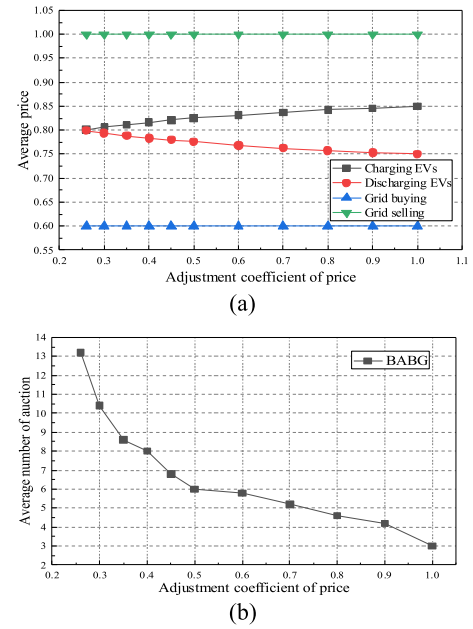 1.05
1.00
0.95
0.90
0.85
0.80
0.75
0.70
0.65
0.60
0.55
Average price
Charging EVs
Discharging EVs
Grid buying
Grid selling
0.2 0.3 0.4 0.5 0.6 0.7 0.8 0.9 1.0 1.1
Adjustment coefficient of price
(a)
14
13
12
11
10
9
8
7
6
5
4
3
2
Average number of auction
BABG
0.2 0.3 0.4 0.5 0.6 0.7 0.8 0.9 1.0
Adjustment coefficient of price
(b)